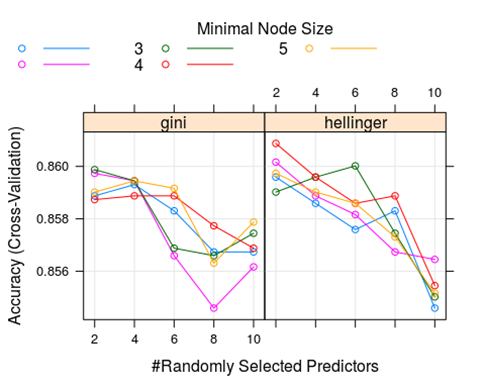 Minimal Node Size
3 5
4
2 4 6 8 10
gini hellinger
Accuracy (Cross-Validation)
0.860
0.858
0.856
2 4 6 8 10
#Randomly Selected Predictors